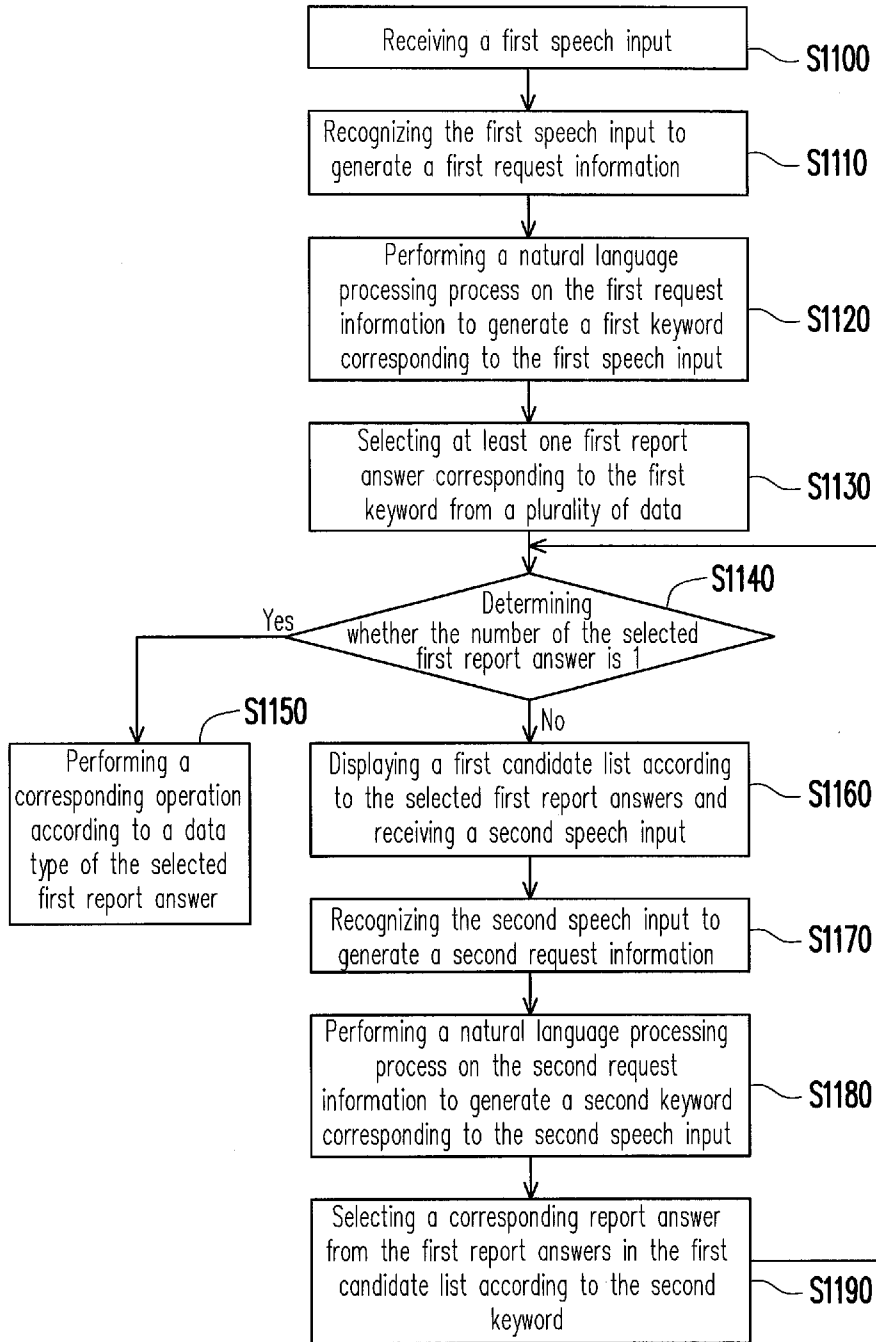 Receiving a first speech input
S1100
Recognizing the first speech input to
generate a first request information
S1110
Performing a natural language
processing process on the first request
information to generate a first keyword
corresponding to the first speech input
S1120
Selecting at least one first report
answer corresponding to the first
keyword from a plurality of data
S1130
S1140
Determining
whether the number of the selected
first report answer is 1
Yes
No
S1150
Performing a
corresponding operation
according to a data
type of the selected
first report answer
Displaying a first candidate list according
to the selected first report answers and
receiving a second speech input
S1160
Recognizing the second speech input to
generate a second request information
S1170
Performing a natural language processing
process on the second request
information to generate a second keyword
corresponding to the second speech input
S1180
Selecting a corresponding report answer
from the first report answers in the first
candidate list according to the second
keyword
S1190